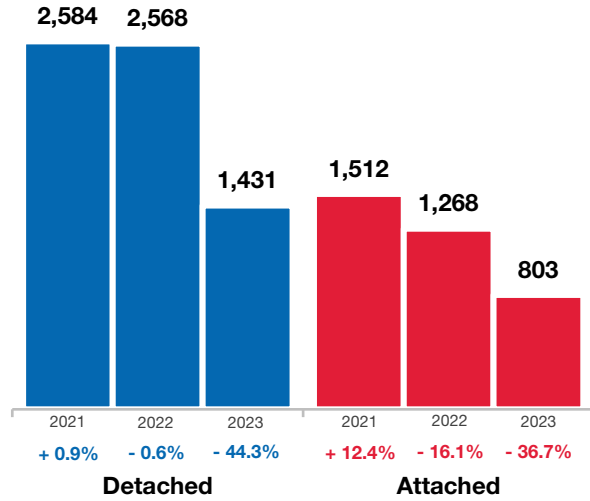 2,584
2,568
1,431
1,512
1,268
803
2021 2022 2023 2021 2022 2023
+ 0.9% - 0.6% - 44.3% + 12.4% - 16.1% - 36.7%
Detached Attached